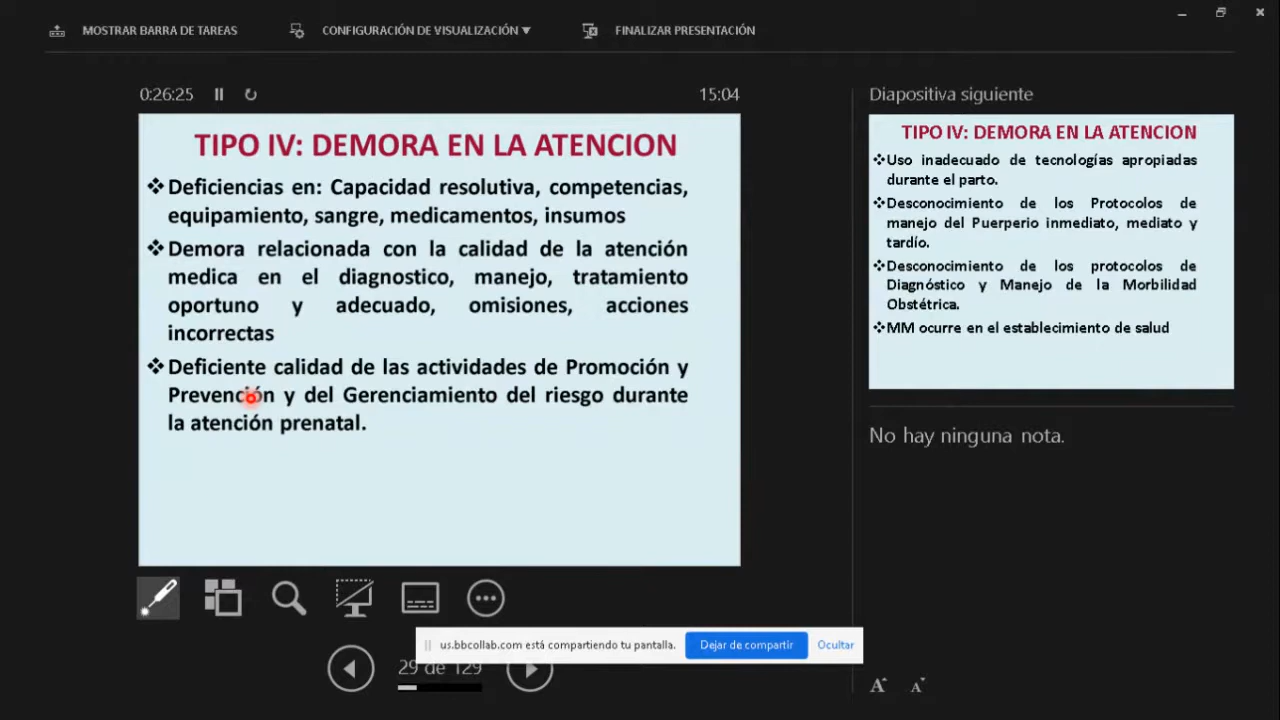 MOSTRAR BARRA DE TAREAS
CONFIGURACIÓN DE VISUALIZACIÓN ▼
FINALIZAR PRESENTACIÓN
0:26:25
15:04
TIPO IV: DEMORA EN LA ATENCION
❖Deficiencias en: Capacidad resolutiva, competencias,
equipamiento, sangre, medicamentos, insumos
❖Demora relacionada con la calidad de la atención
medica en el diagnostico, manejo, tratamiento
oportuno y adecuado, omisiones, acciones
incorrectas
❖Deficiente calidad de las actividades de Promoción y
Prevención y del Gerenciamiento del riesgo durante
la atención prenatal.
us.bbcollab.com está compartiendo tu pantalla.
Dejar de compartir
Ocultar
29 de 129
Diapositiva siguiente
TIPO IV: DEMORA EN LA ATENCION
❖Uso inadecuado de tecnologías apropiadas
durante el parto.
❖Desconocimiento de los Protocolos de
manejo del Puerperio inmediato, mediato y
tardío.
❖Desconocimiento de los protocolos de
Diagnóstico y Manejo de la Morbilidad
Obstétrica.
❖MM ocurre en el establecimiento de salud
No hay ninguna nota.
A A